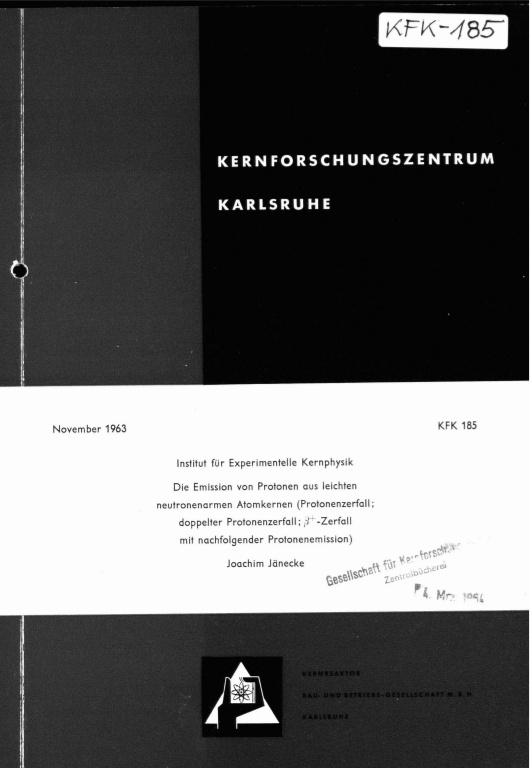 KFK-185
KERNFORSCHUNGSZENTRUM
KARLSRUHE
November 1963
KFK 185
Institut für Experimentelle Kernphysik
Die Emission von Protonen aus leichten
neutronenarmen Atomkernen (Protonenzerfall;
doppelter Protonenzerfall; β⁺-Zerfall
mit nachfolgender Protonenemission)
Joachim Jänecke
Gesellschaft für
Zentralbücherei
4.
KERNREAKTOR
BAU- UND BETRIEBS-GESELLSCHAFT M. B. H.
KARLSRUHE